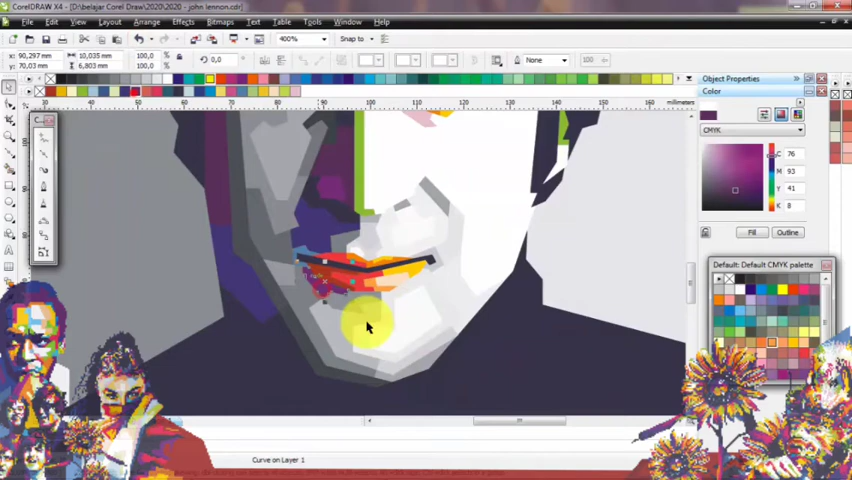 CorelDRAW X4 - [D:\belajar Corel Draw\2020\2020 - john lennon.cdr]
File Edit View Layout Arrange Effects Bitmaps Text Tools Window Help
400% Snap to
x: 90,297 mm 10,035 mm 100,0 % 0,0 ° None 100
y: 70,03 mm 6,803 mm 100,0 %
Object Properties
Color
30 40 50 60 70 80 90 100 110 120 130 140 150 160 millimeters
CMYK
C 76
M 93
Y 41
K 8
Fill Outline
Default: Default CMYK palette
Curve on Layer 1